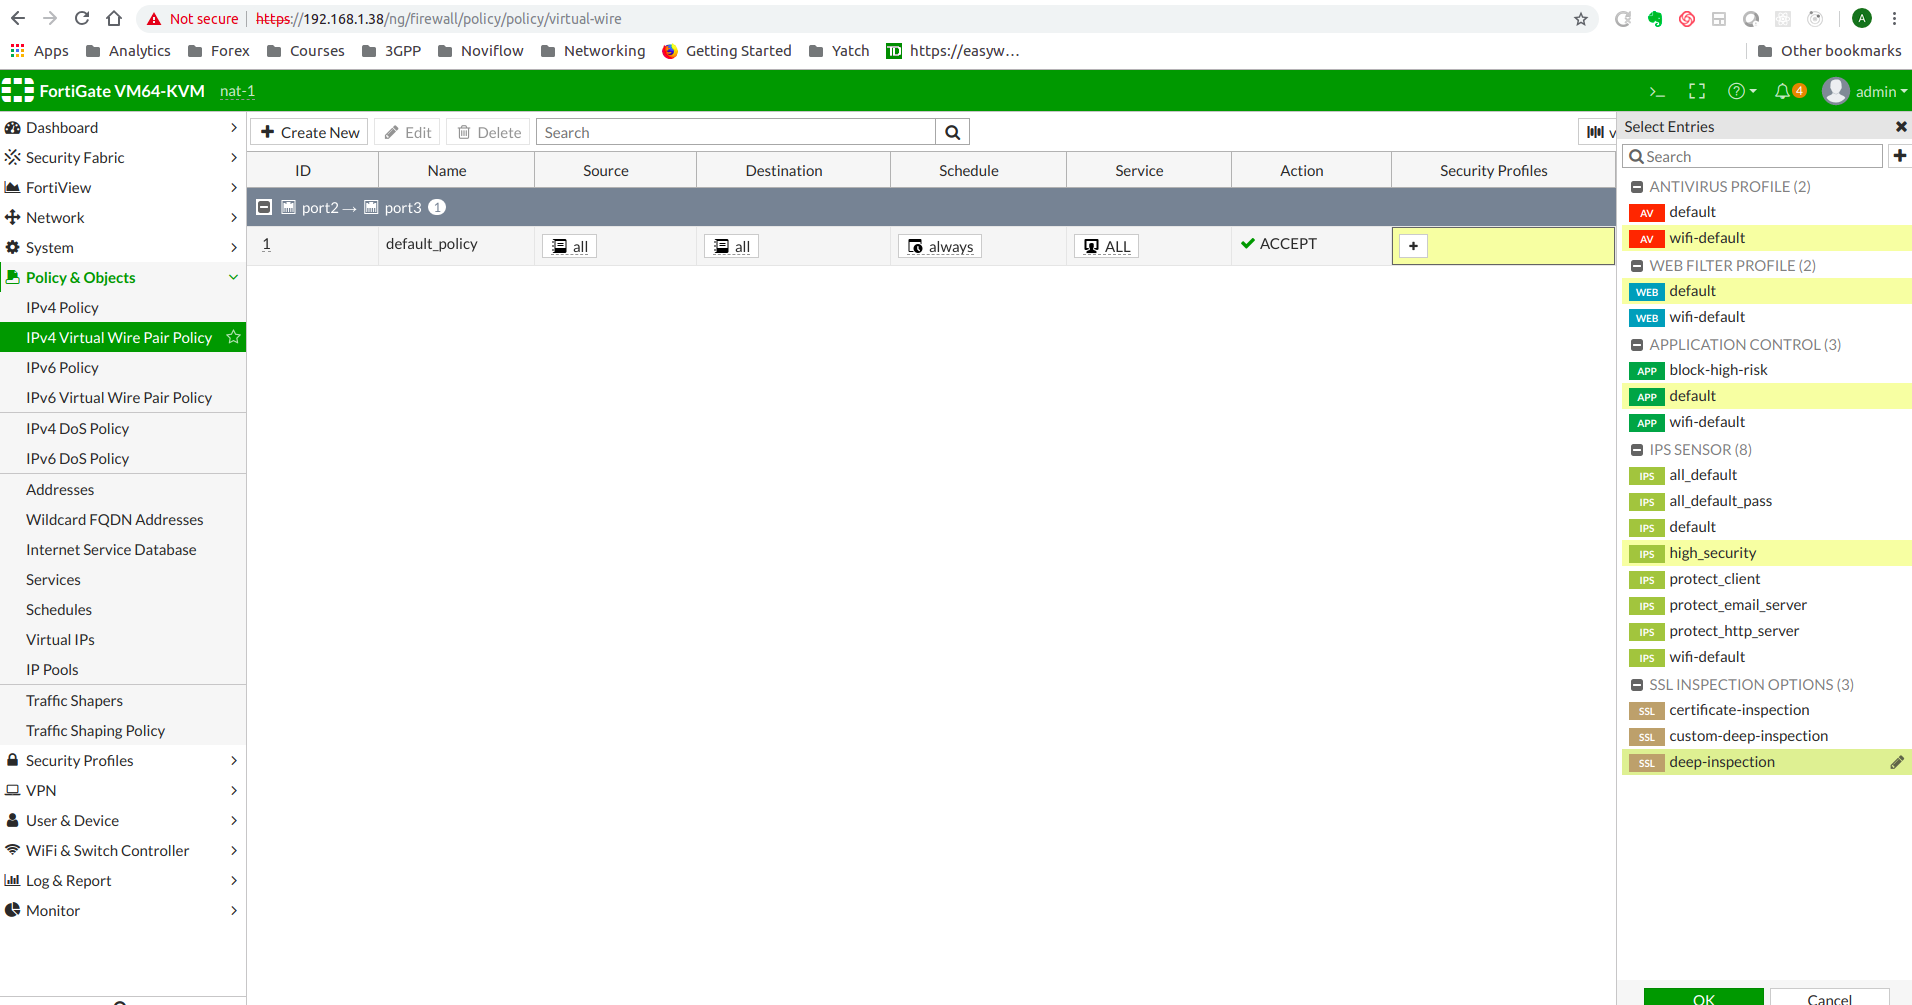 Not secure https://192.168.1.38/ng/firewall/policy/policy/virtual-wire A
Apps Analytics Forex Courses 3GPP Noviflow Networking Getting Started Yatch TD https://easyw... Other bookmarks
FortiGate VM64-KVM nat-1 >_ ? 4 admin
Dashboard
Security Fabric
FortiView
Network
System
Policy & Objects
IPv4 Policy
IPv4 Virtual Wire Pair Policy
IPv6 Policy
IPv6 Virtual Wire Pair Policy
IPv4 DoS Policy
IPv6 DoS Policy
Addresses
Wildcard FQDN Addresses
Internet Service Database
Services
Schedules
Virtual IPs
IP Pools
Traffic Shapers
Traffic Shaping Policy
Security Profiles
VPN
User & Device
WiFi & Switch Controller
Log & Report
Monitor
+ Create New Edit Delete Search
ID Name Source Destination Schedule Service Action Security Profiles
port2 → port3 1
1 default_policy all all always ALL ACCEPT +
Select Entries
Search
ANTIVIRUS PROFILE (2)
AV default
AV wifi-default
WEB FILTER PROFILE (2)
WEB default
WEB wifi-default
APPLICATION CONTROL (3)
APP block-high-risk
APP default
APP wifi-default
IPS SENSOR (8)
IPS all_default
IPS all_default_pass
IPS default
IPS high_security
IPS protect_client
IPS protect_email_server
IPS protect_http_server
IPS wifi-default
SSL INSPECTION OPTIONS (3)
SSL certificate-inspection
SSL custom-deep-inspection
SSL deep-inspection
OK Cancel